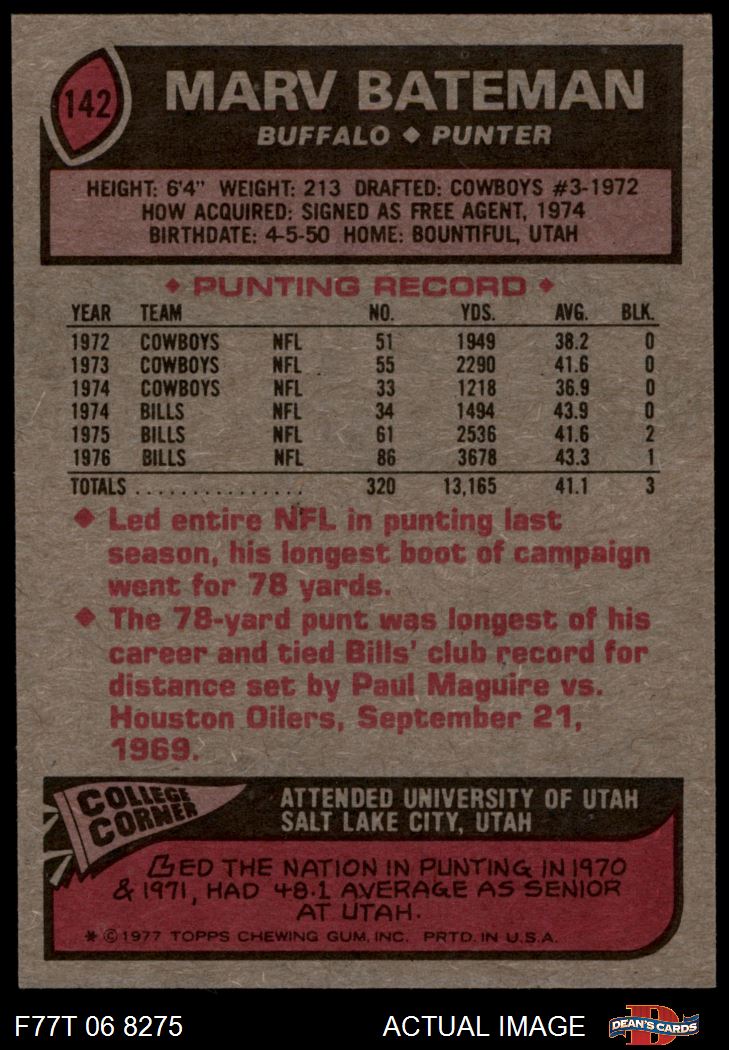 142
MARV BATEMAN
BUFFALO ◆ PUNTER
HEIGHT: 6'4" WEIGHT: 213 DRAFTED: COWBOYS #3-1972
HOW ACQUIRED: SIGNED AS FREE AGENT, 1974
BIRTHDATE: 4-5-50 HOME: BOUNTIFUL, UTAH
◆ PUNTING RECORD ◆
YEAR TEAM NO. YDS. AVG. BLK.
1972 COWBOYS NFL 51 1949 38.2 0
1973 COWBOYS NFL 55 2290 41.6 0
1974 COWBOYS NFL 33 1218 36.9 0
1974 BILLS NFL 34 1494 43.9 0
1975 BILLS NFL 61 2536 41.6 2
1976 BILLS NFL 86 3678 43.3 1
TOTALS ................ 320 13,165 41.1 3
◆ Led entire NFL in punting last
season, his longest boot of campaign
went for 78 yards.
◆ The 78-yard punt was longest of his
career and tied Bills' club record for
distance set by Paul Maguire vs.
Houston Oilers, September 21,
1969.
COLLEGE
CORNER
ATTENDED UNIVERSITY OF UTAH
SALT LAKE CITY, UTAH
LED THE NATION IN PUNTING IN 1970
& 1971, HAD 48.1 AVERAGE AS SENIOR
AT UTAH.
* © 1977 TOPPS CHEWING GUM, INC. PRTD. IN U.S.A.
F77T 06 8275
ACTUAL IMAGE
D
DEAN'S CARDS